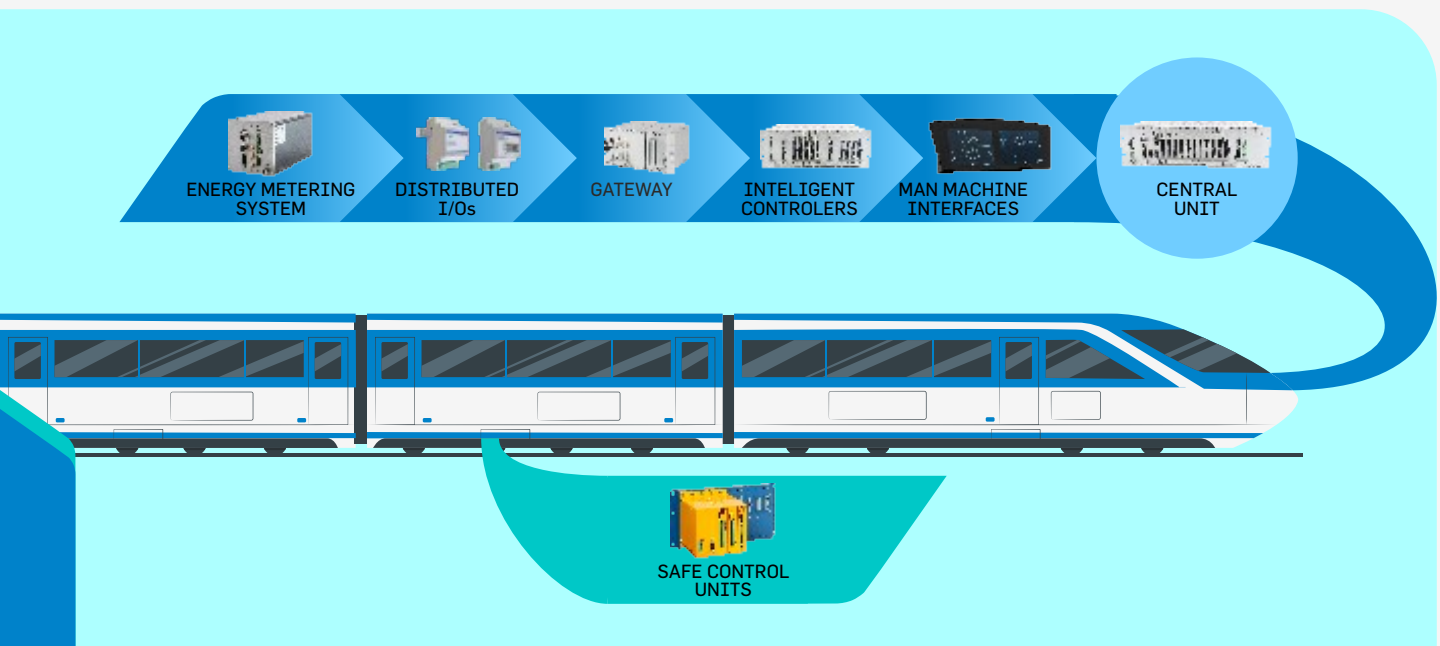 ENERGY METERING
SYSTEM
DISTRIBUTED
I/Os
GATEWAY
INTELIGENT
CONTROLERS
MAN MACHINE
INTERFACES
CENTRAL
UNIT
SAFE CONTROL
UNITS